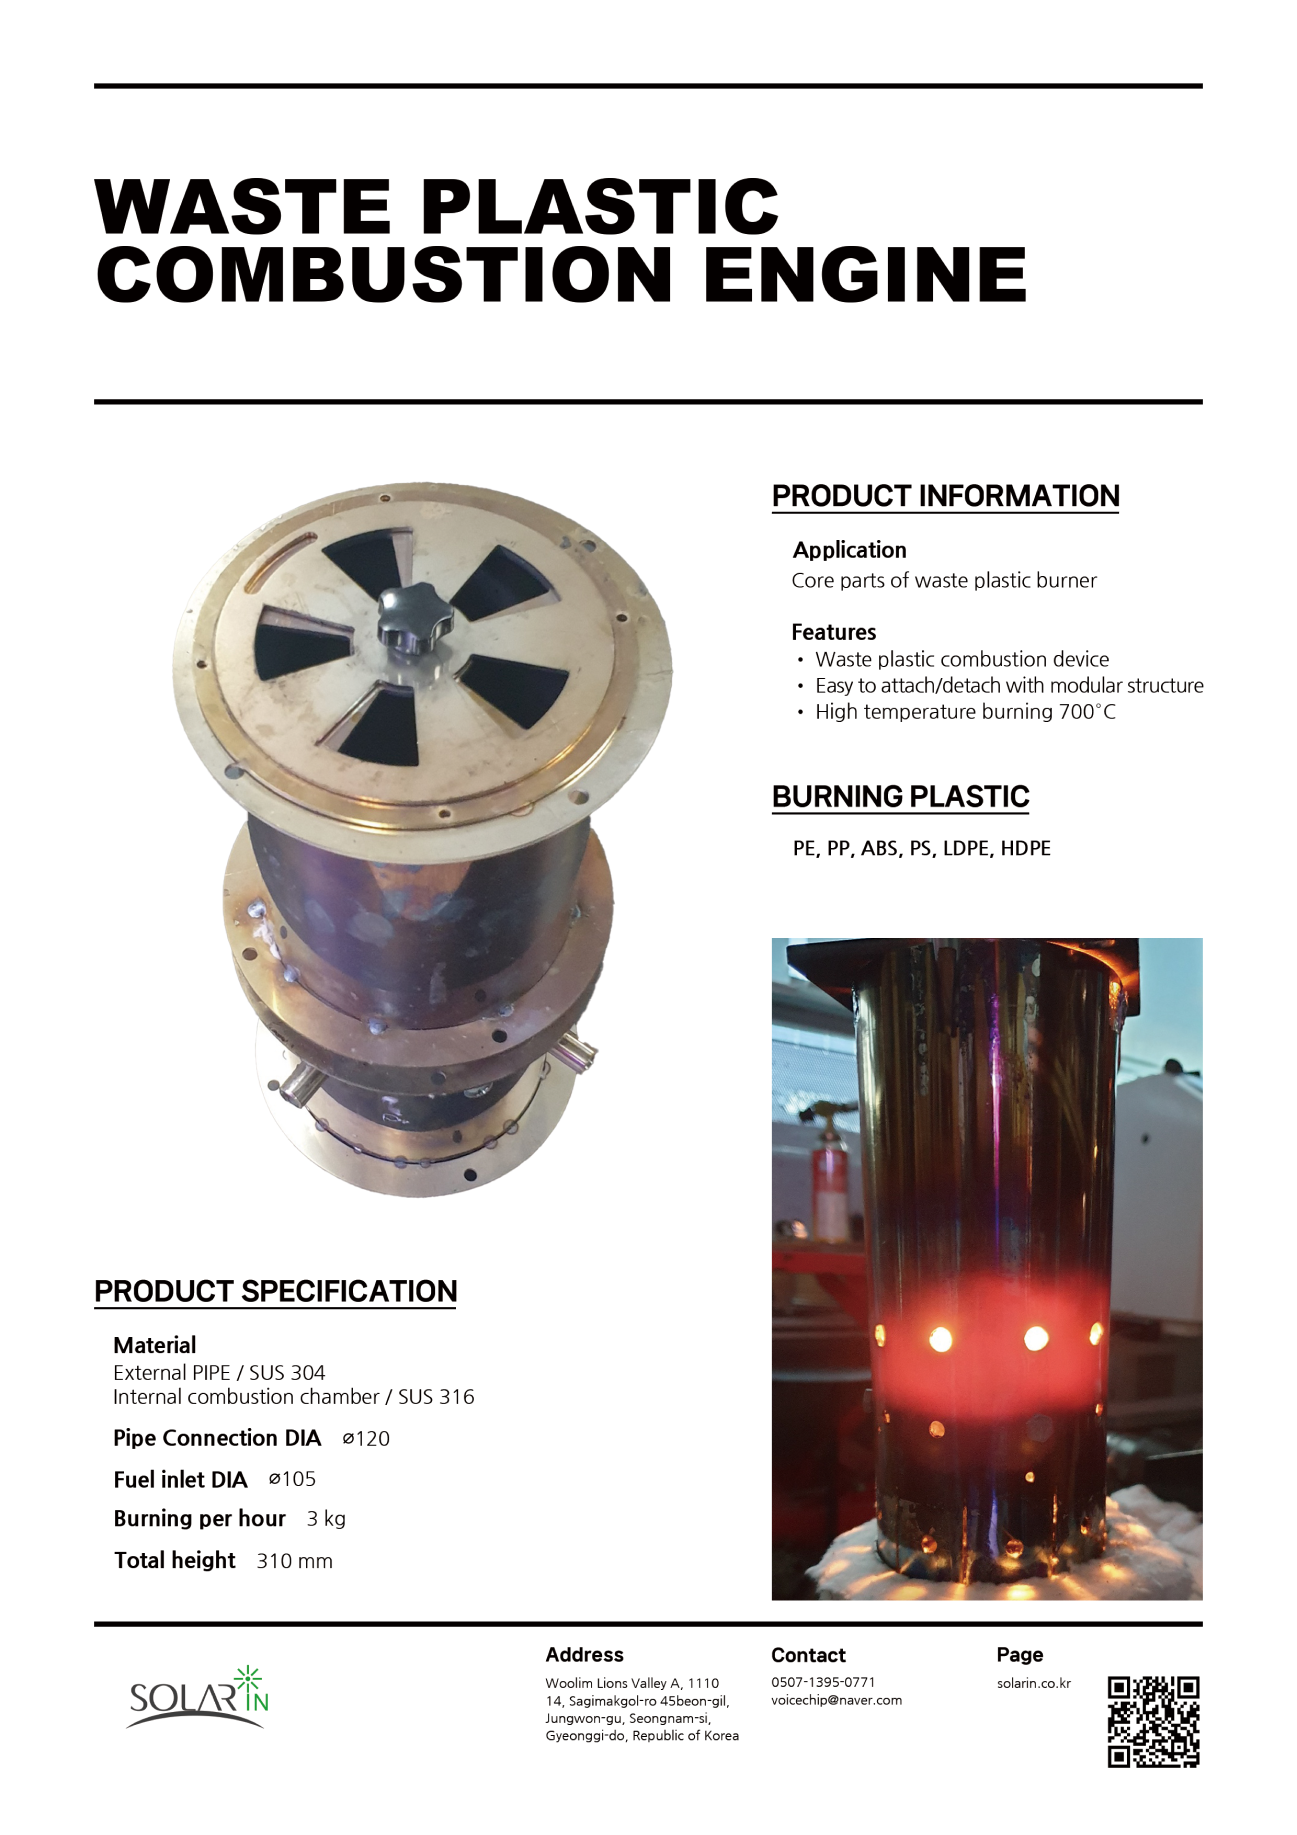 WASTE PLASTIC
COMBUSTION ENGINE
PRODUCT INFORMATION
Application
Core parts of waste plastic burner
Features
• Waste plastic combustion device
• Easy to attach/detach with modular structure
• High temperature burning 700°C
BURNING PLASTIC
PE, PP, ABS, PS, LDPE, HDPE
PRODUCT SPECIFICATION
Material
External PIPE / SUS 304
Internal combustion chamber / SUS 316
Pipe Connection DIA ⌀120
Fuel inlet DIA ⌀105
Burning per hour 3 kg
Total height 310 mm
SOLAR IN
Address
Woolim Lions Valley A, 1110
14, Sagimakgol-ro 45beon-gil,
Jungwon-gu, Seongnam-si,
Gyeonggi-do, Republic of Korea
Contact
0507-1395-0771
voicechip@naver.com
Page
solarin.co.kr